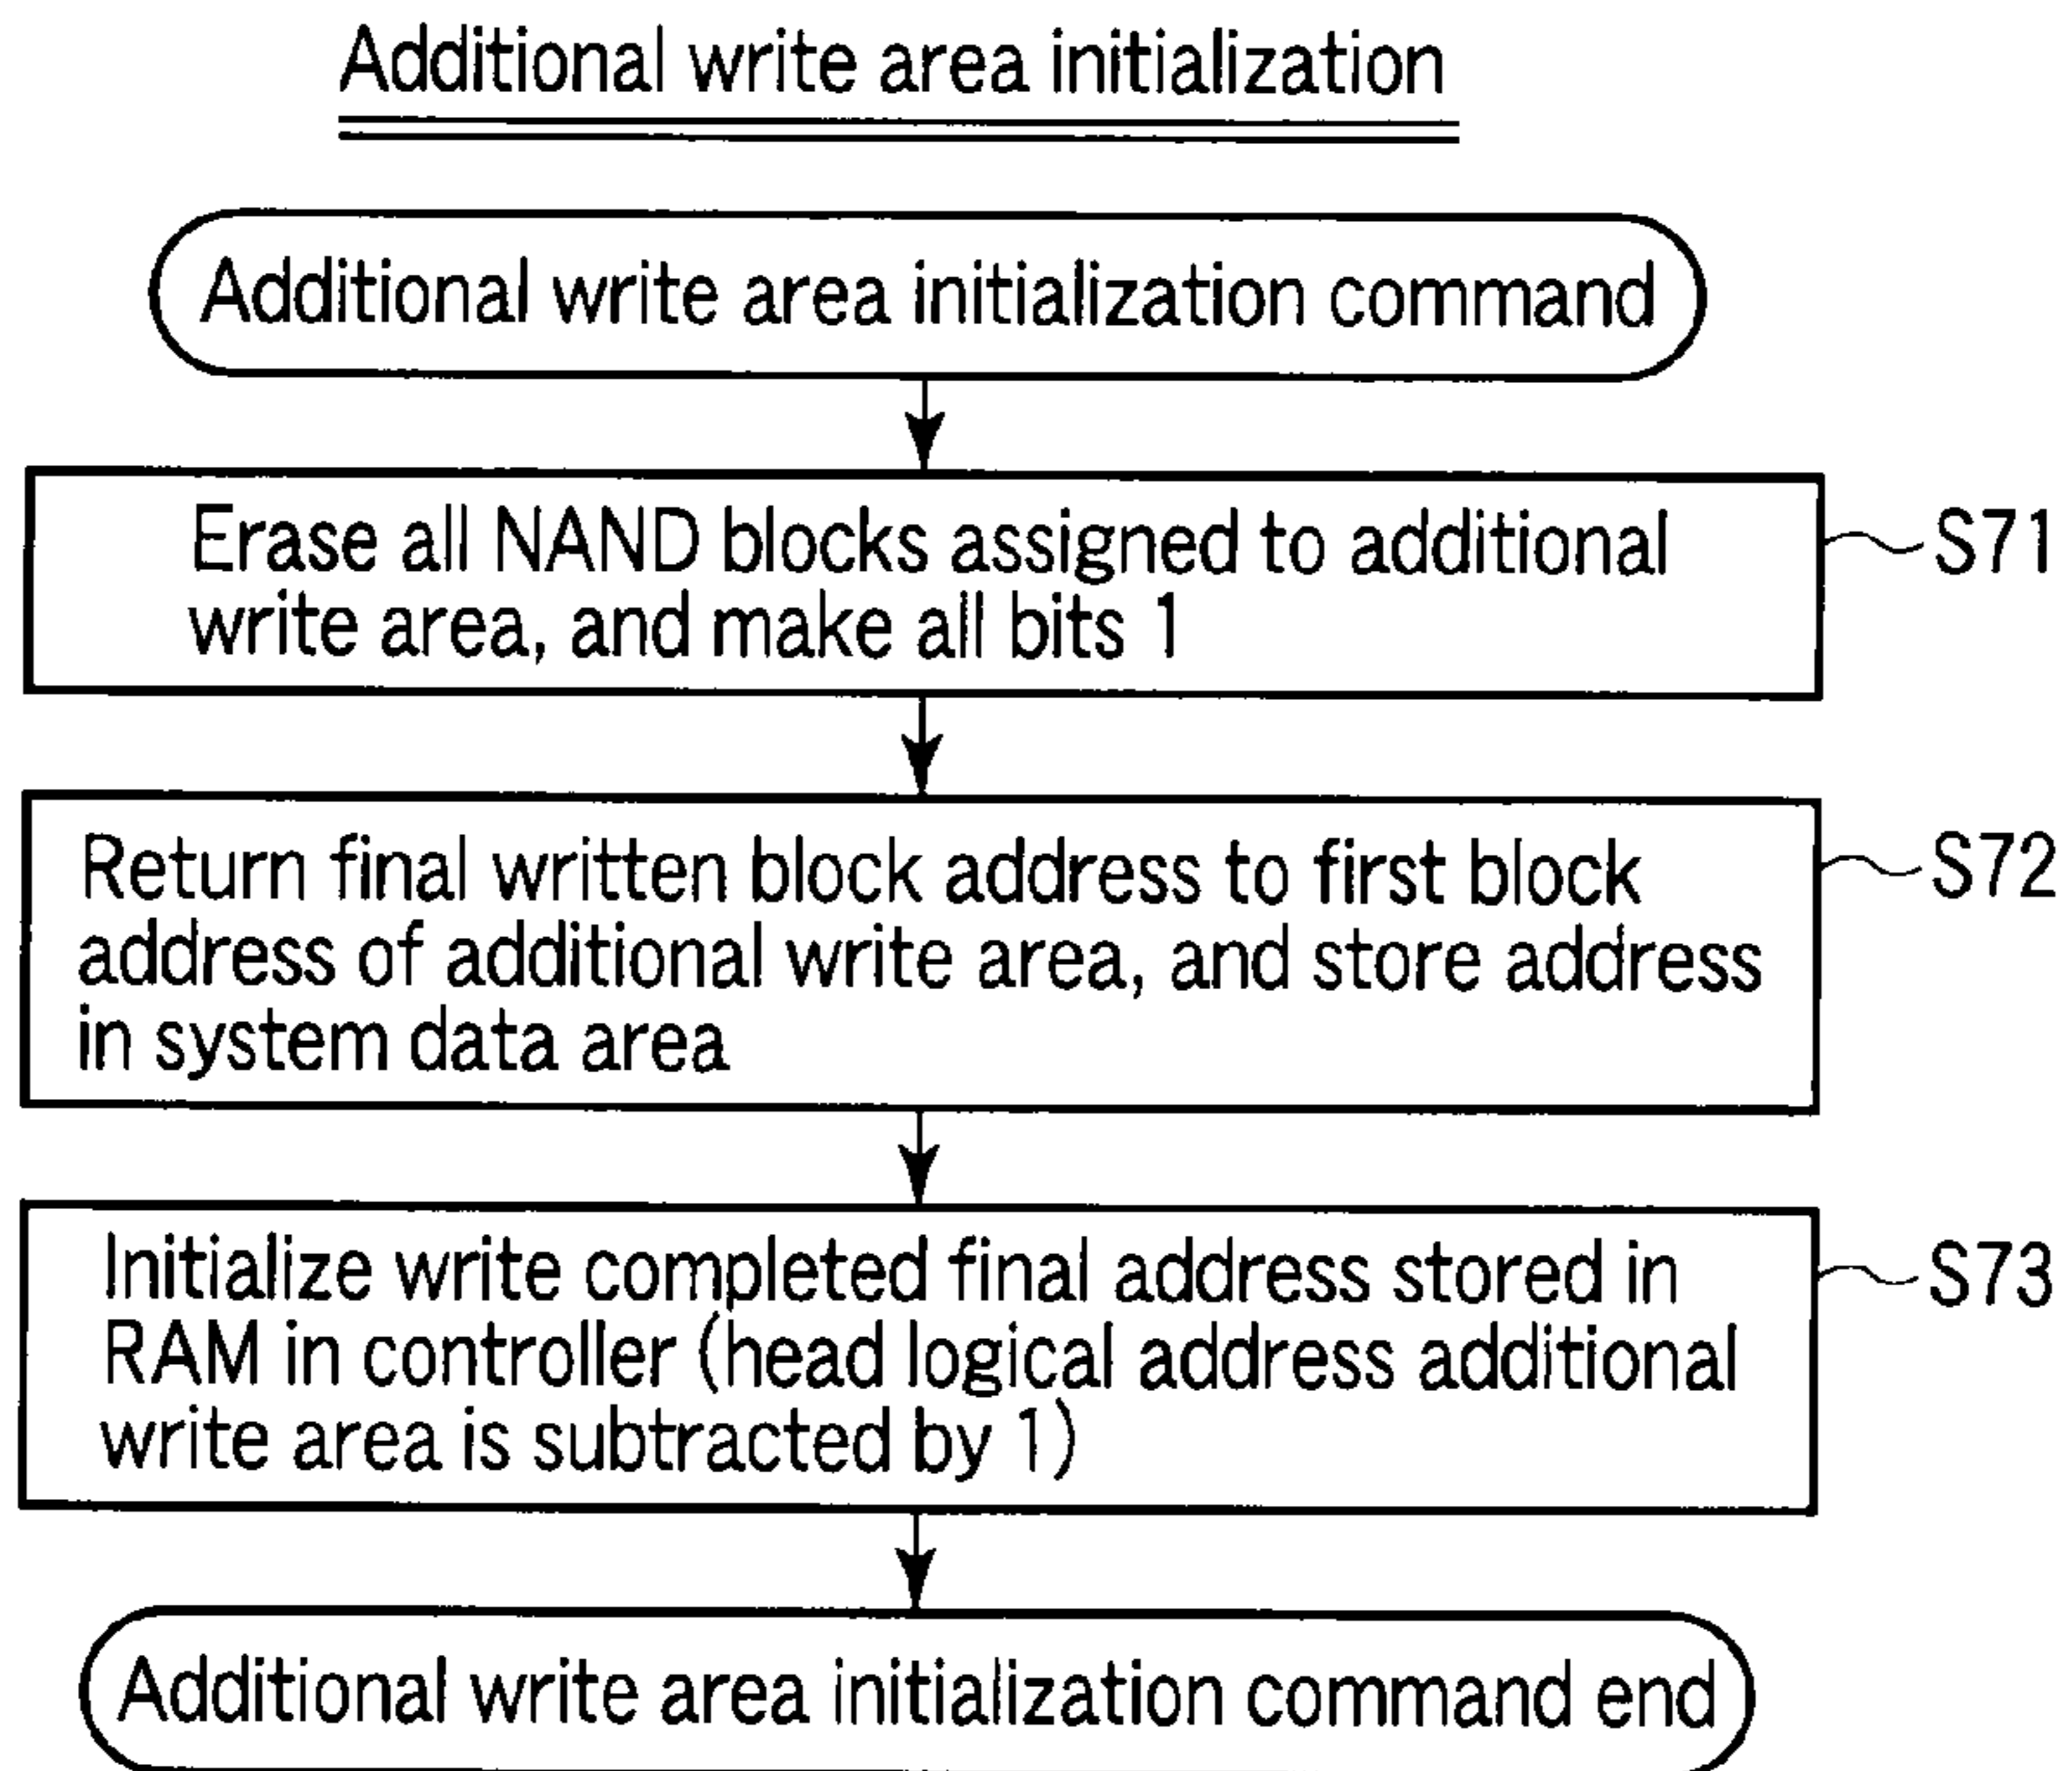 Additional write area initialization
Additional write area initialization command
Erase all NAND blocks assigned to additional
write area, and make all bits 1
S71
Return final written block address to first block
address of additional write area, and store address
in system data area
S72
Initialize write completed final address stored in
RAM in controller (head logical address additional
write area is subtracted by 1)
S73
Additional write area initialization command end